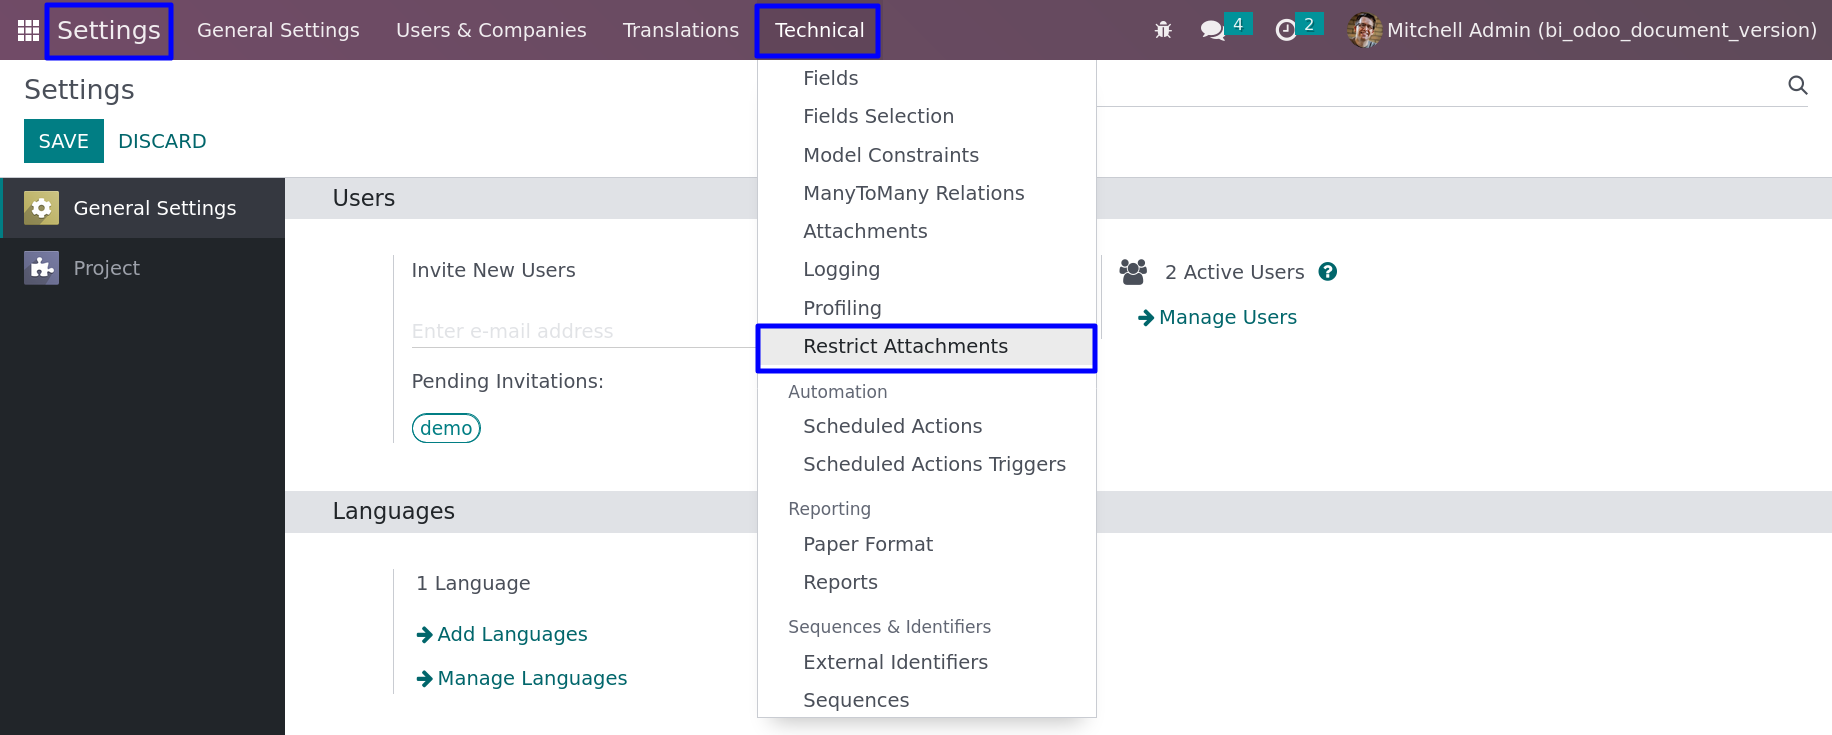 Settings General Settings Users & Companies Translations Technical 4 2 Mitchell Admin (bi_odoo_document_version)
Settings
SAVE DISCARD
General Settings
Project
Users
Invite New Users
Enter e-mail address
Pending Invitations:
demo
2 Active Users ?
Manage Users
Languages
1 Language
Add Languages
Manage Languages
Fields
Fields Selection
Model Constraints
ManyToMany Relations
Attachments
Logging
Profiling
Restrict Attachments
Automation
Scheduled Actions
Scheduled Actions Triggers
Reporting
Paper Format
Reports
Sequences & Identifiers
External Identifiers
Sequences